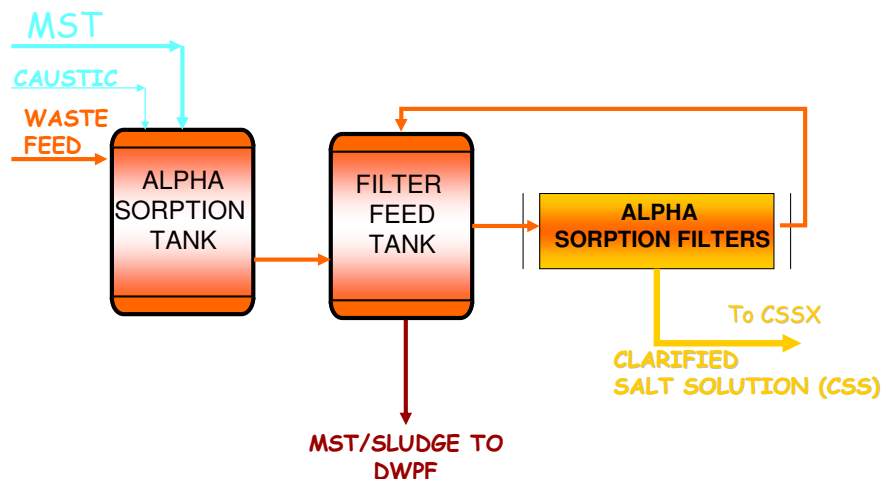 MST
CAUSTIC
WASTE
FEED
ALPHA
SORPTION
TANK
FILTER
FEED
TANK
ALPHA
SORPTION FILTERS
To CSSX
CLARIFIED
SALT SOLUTION (CSS)
MST/SLUDGE TO
DWPF